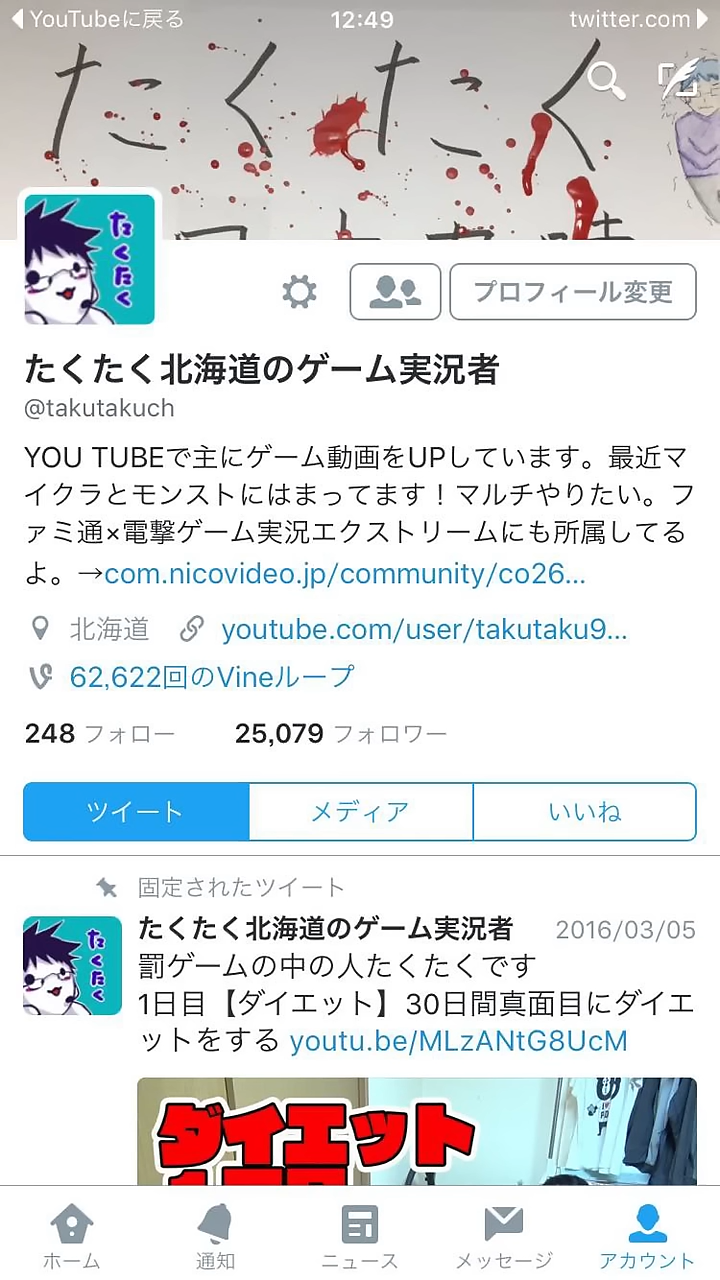 YouTubeに戻る 12:49 twitter.com
たくたく
たくたく
プロフィール変更
たくたく北海道のゲーム実況者
@takutakuch
YOU TUBEで主にゲーム動画をUPしています。最近マ
イクラとモンストにはまってます！マルチやりたい。フ
ァミ通×電撃ゲーム実況エクストリームにも所属してる
よ。→com.nicovideo.jp/community/co26...
北海道 youtube.com/user/takutaku9...
62,622回のVineループ
248 フォロー 25,079 フォロワー
ツイート メディア いいね
固定されたツイート
たくたく
たくたく北海道のゲーム実況者 2016/03/05
罰ゲームの中の人たくたくです
1日目【ダイエット】30日間真面目にダイエ
ットをする youtu.be/MLzANtG8UcM
ダイエット
ホーム 通知 ニュース メッセージ アカウント